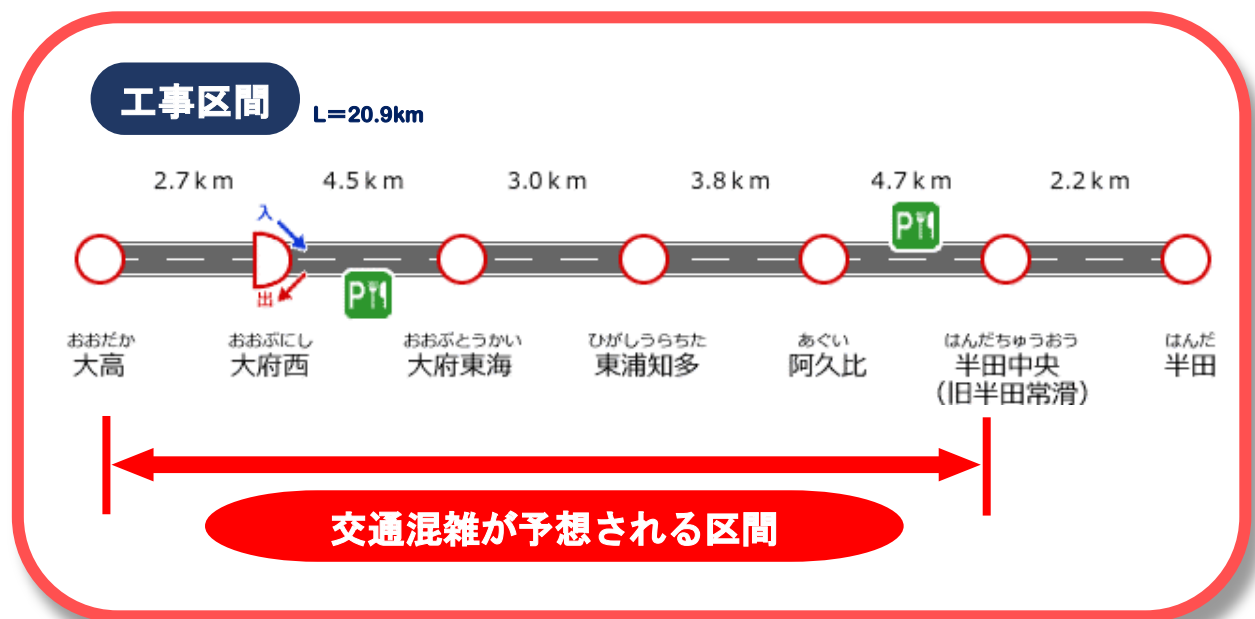 工事区間 L=20.9km
2.7km 4.5km 3.0km 3.8km 4.7km 2.2km
入
P
出
P
おおだか おおぶにし おおぶとうかい ひがしうらちた あぐい はんだちゅうおう はんだ
大高 大府西 大府東海 東浦知多 阿久比 半田中央 半田
(旧半田常滑)
交通混雑が予想される区間